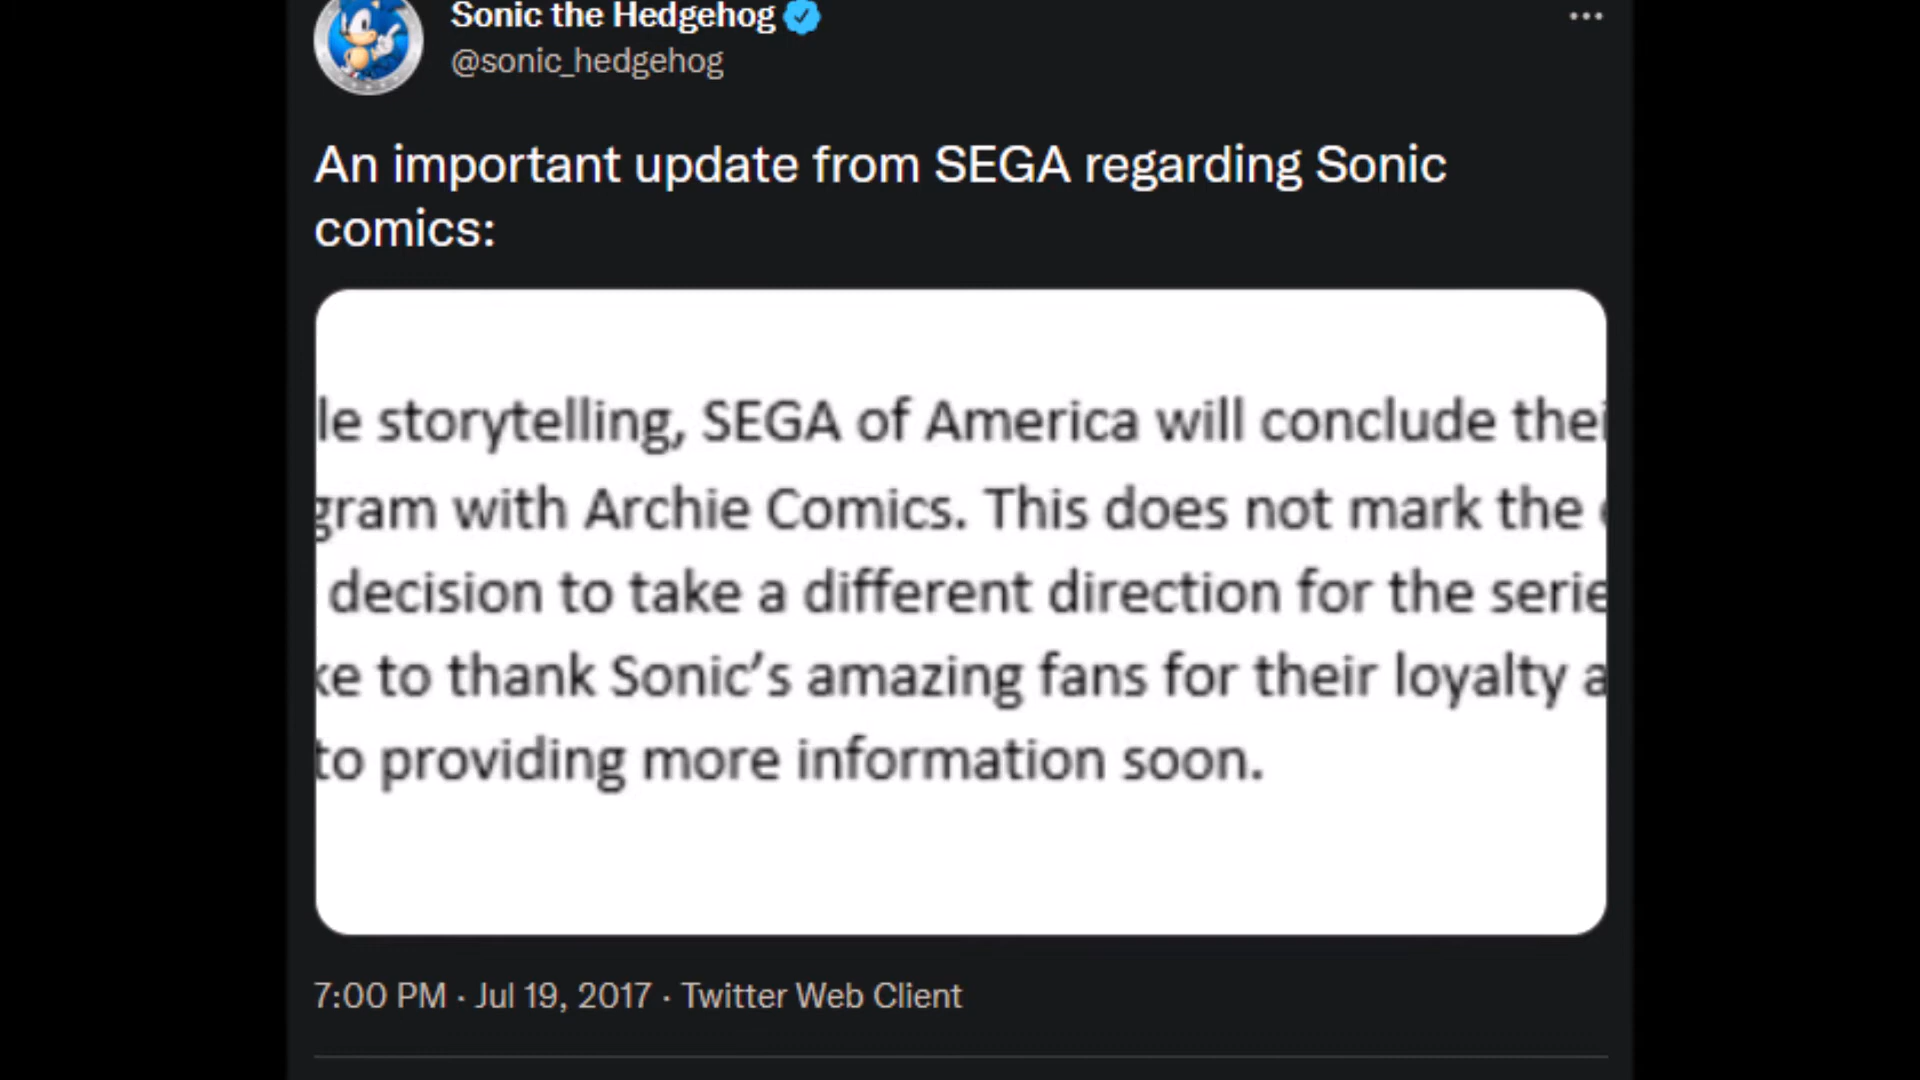 Sonic the Hedgehog
@sonic_hedgehog
An important update from SEGA regarding Sonic
comics:
le storytelling, SEGA of America will conclude thei
gram with Archie Comics. This does not mark the
decision to take a different direction for the serie
ke to thank Sonic’s amazing fans for their loyalty a
to providing more information soon.
7:00 PM · Jul 19, 2017 · Twitter Web Client